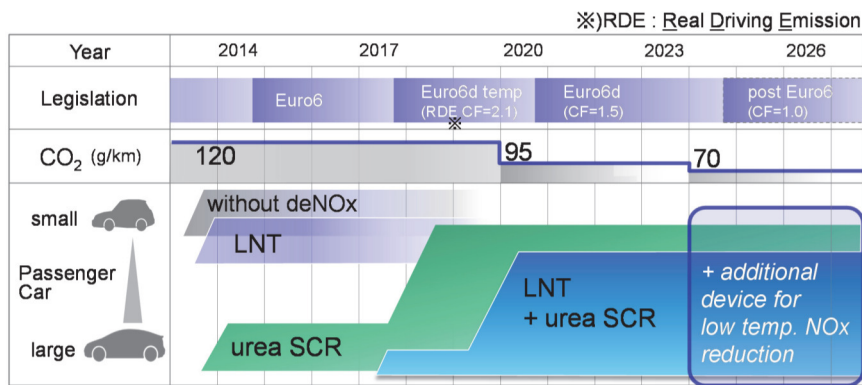 ※)RDE : Real Driving Emission
Year 2014 2017 2020 2023 2026
Legislation Euro6 Euro6d temp Euro6d post Euro6
(RDE CF=2.1) (CF=1.5) (CF=1.0)
※
CO₂ (g/km) 120 95 70
small without deNOx
LNT
Passenger
Car
large urea SCR
LNT
+ urea SCR
+ additional
device for
low temp. NOx
reduction